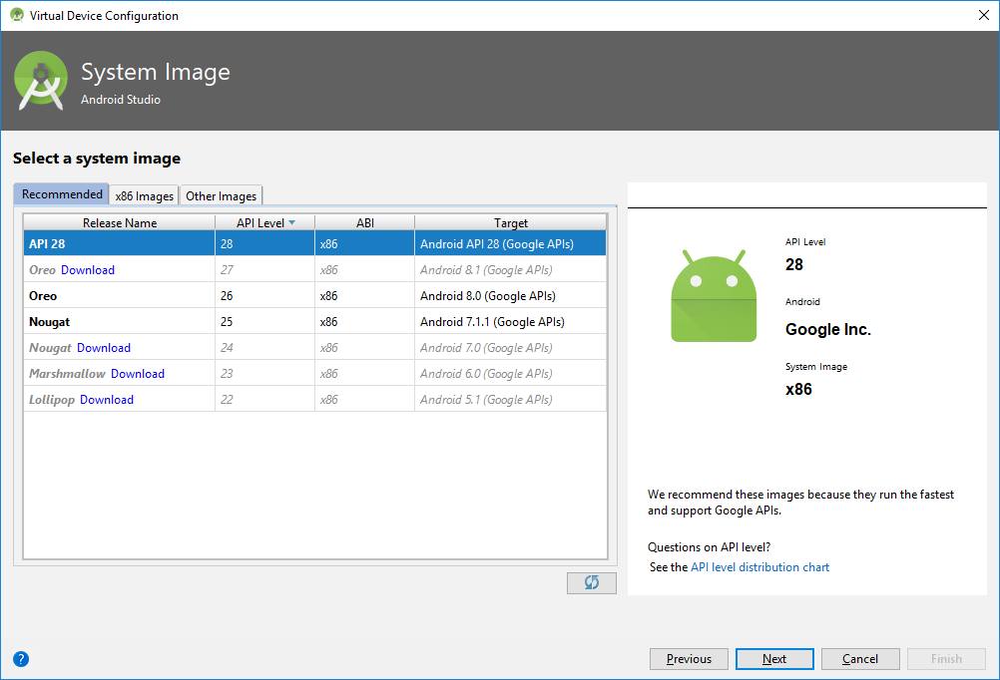 Virtual Device Configuration
System Image
Android Studio
Select a system image
Recommended x86 Images Other Images
Release Name API Level ABI Target
API 28 28 x86 Android API 28 (Google APIs)
Oreo Download 27 x86 Android 8.1 (Google APIs)
Oreo 26 x86 Android 8.0 (Google APIs)
Nougat 25 x86 Android 7.1.1 (Google APIs)
Nougat Download 24 x86 Android 7.0 (Google APIs)
Marshmallow Download 23 x86 Android 6.0 (Google APIs)
Lollipop Download 22 x86 Android 5.1 (Google APIs)
API Level
28
Android
Google Inc.
System Image
x86
We recommend these images because they run the fastest
and support Google APIs.
Questions on API level?
See the API level distribution chart
?
Previous Next Cancel Finish